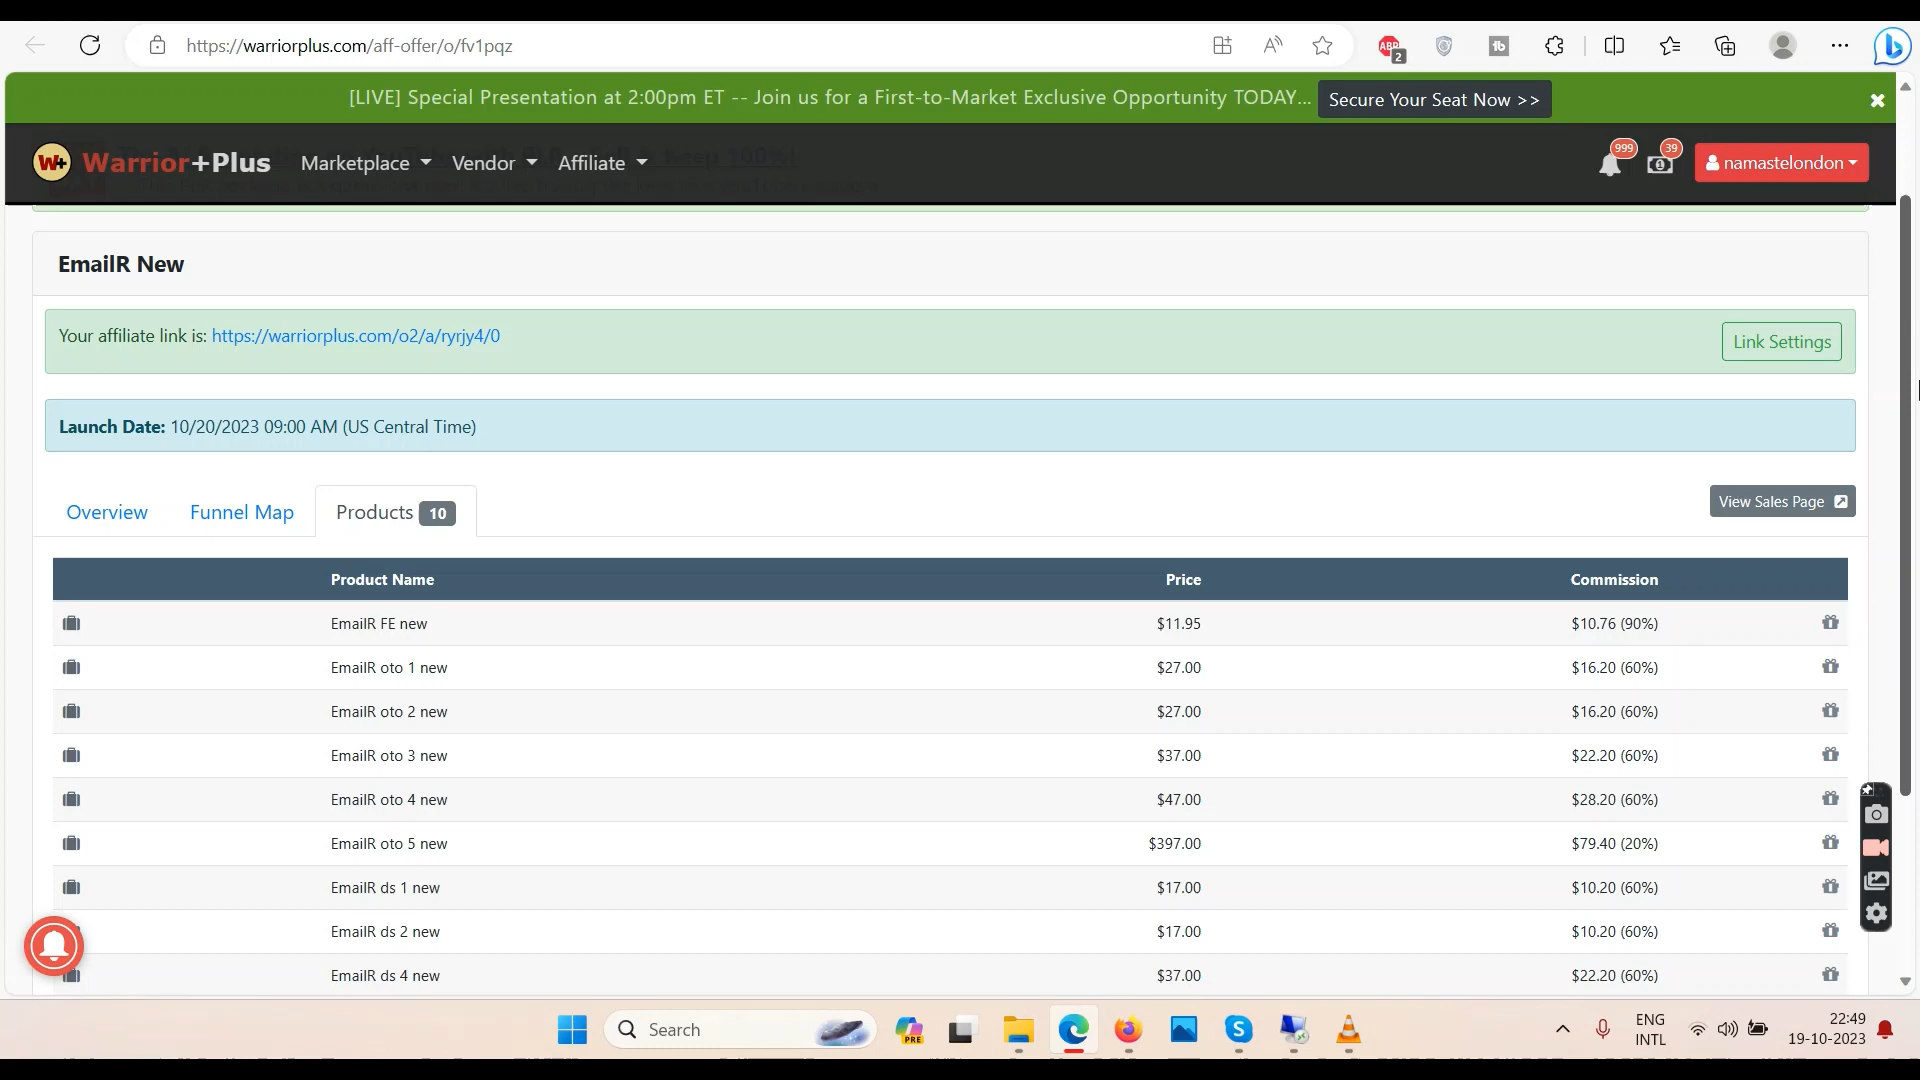 https://warriorplus.com/aff-offer/o/fv1pqz
ABP 2
[LIVE] Special Presentation at 2:00pm ET -- Join us for a First-to-Market Exclusive Opportunity TODAY... Secure Your Seat Now >>
W+ Warrior+Plus Marketplace Vendor Affiliate 999 39 namastelondon
EmailR New
Your affiliate link is: https://warriorplus.com/o2/a/ryrjy4/0 Link Settings
Launch Date: 10/20/2023 09:00 AM (US Central Time)
Overview Funnel Map Products 10 View Sales Page
Product Name Price Commission
EmailR FE new $11.95 $10.76 (90%)
EmailR oto 1 new $27.00 $16.20 (60%)
EmailR oto 2 new $27.00 $16.20 (60%)
EmailR oto 3 new $37.00 $22.20 (60%)
EmailR oto 4 new $47.00 $28.20 (60%)
EmailR oto 5 new $397.00 $79.40 (20%)
EmailR ds 1 new $17.00 $10.20 (60%)
EmailR ds 2 new $17.00 $10.20 (60%)
EmailR ds 4 new $37.00 $22.20 (60%)
Search PRE ENG 22:49
INTL 19-10-2023